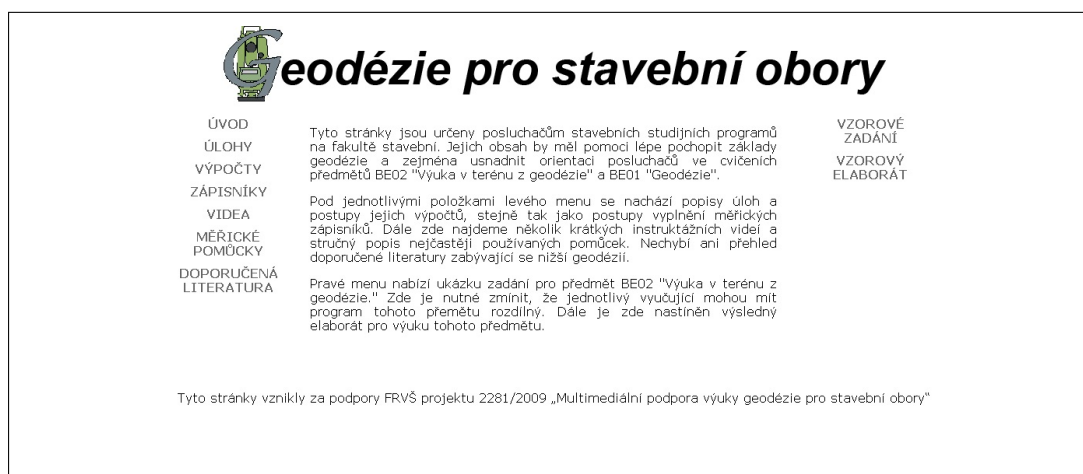 Geodézie pro stavební obory
ÚVOD
ÚLOHY
VÝPOČTY
ZÁPISNÍKY
VIDEA
MĚŘICKÉ
POMŮCKY
DOPORUČENÁ
LITERATURA
Tyto stránky jsou určeny posluchačům stavebních studijních programů
na fakultě stavební. Jejich obsah by měl pomoci lépe pochopit základy
geodézie a zejména usnadnit orientaci posluchačů ve cvičeních
předmětů BE02 "Výuka v terénu z geodézie" a BE01 "Geodézie".
Pod jednotlivými položkami levého menu se nachází popisy úloh a
postupy jejich výpočtů, stejně tak jako postupy vyplnění měřických
zápisníků. Dále zde najdeme několik krátkých instruktážních videí a
stručný popis nejčastěji používaných pomůcek. Nechybí ani přehled
doporučené literatury zabývající se nižší geodézií.
Pravé menu nabízí ukázku zadání pro předmět BE02 "Výuka v terénu z
geodézie." Zde je nutné zmínit, že jednotlivý vyučující mohou mít
program tohoto přemětu rozdílný. Dále je zde nastíněn výsledný
elaborát pro výuku tohoto předmětu.
VZOROVÉ
ZADÁNÍ
VZOROVÝ
ELABORÁT
Tyto stránky vznikly za podpory FRVŠ projektu 2281/2009 „Multimediální podpora výuky geodézie pro stavební obory“